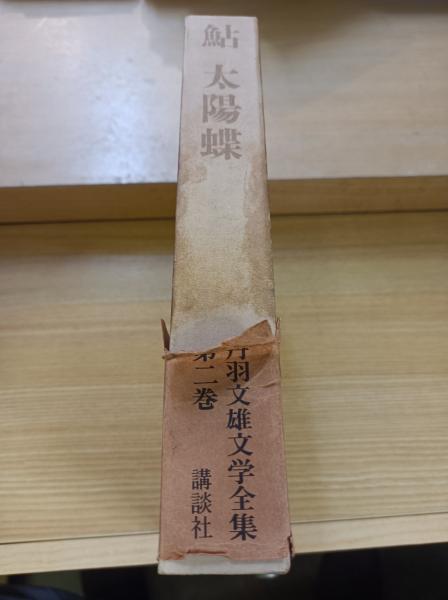 鮎 太陽蝶
丹羽文雄文学全集
第二巻
講談社